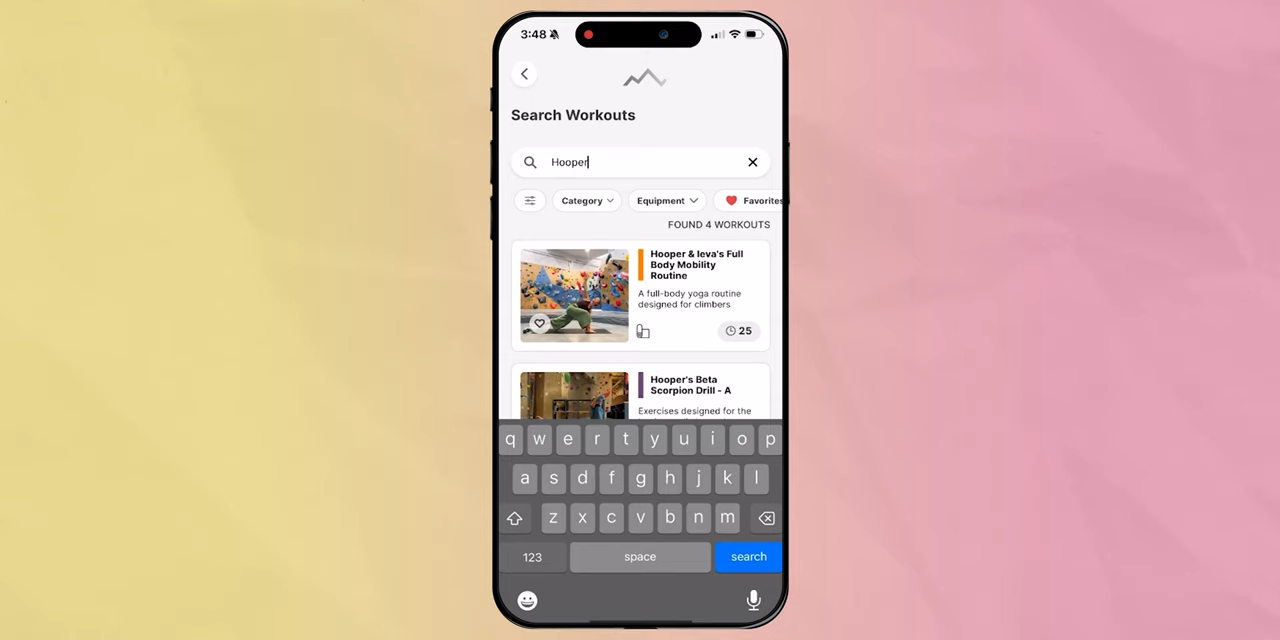 3:48
Search Workouts
Hooper
Category
Equipment
Favorites
FOUND 4 WORKOUTS
Hooper & Ieva's Full
Body Mobility
Routine
A full-body yoga routine
designed for climbers
25
Hooper's Beta
Scorpion Drill - A
Exercises designed for the
q w e r t y u i o p
a s d f g h j k l
z x c v b n m
123 space search